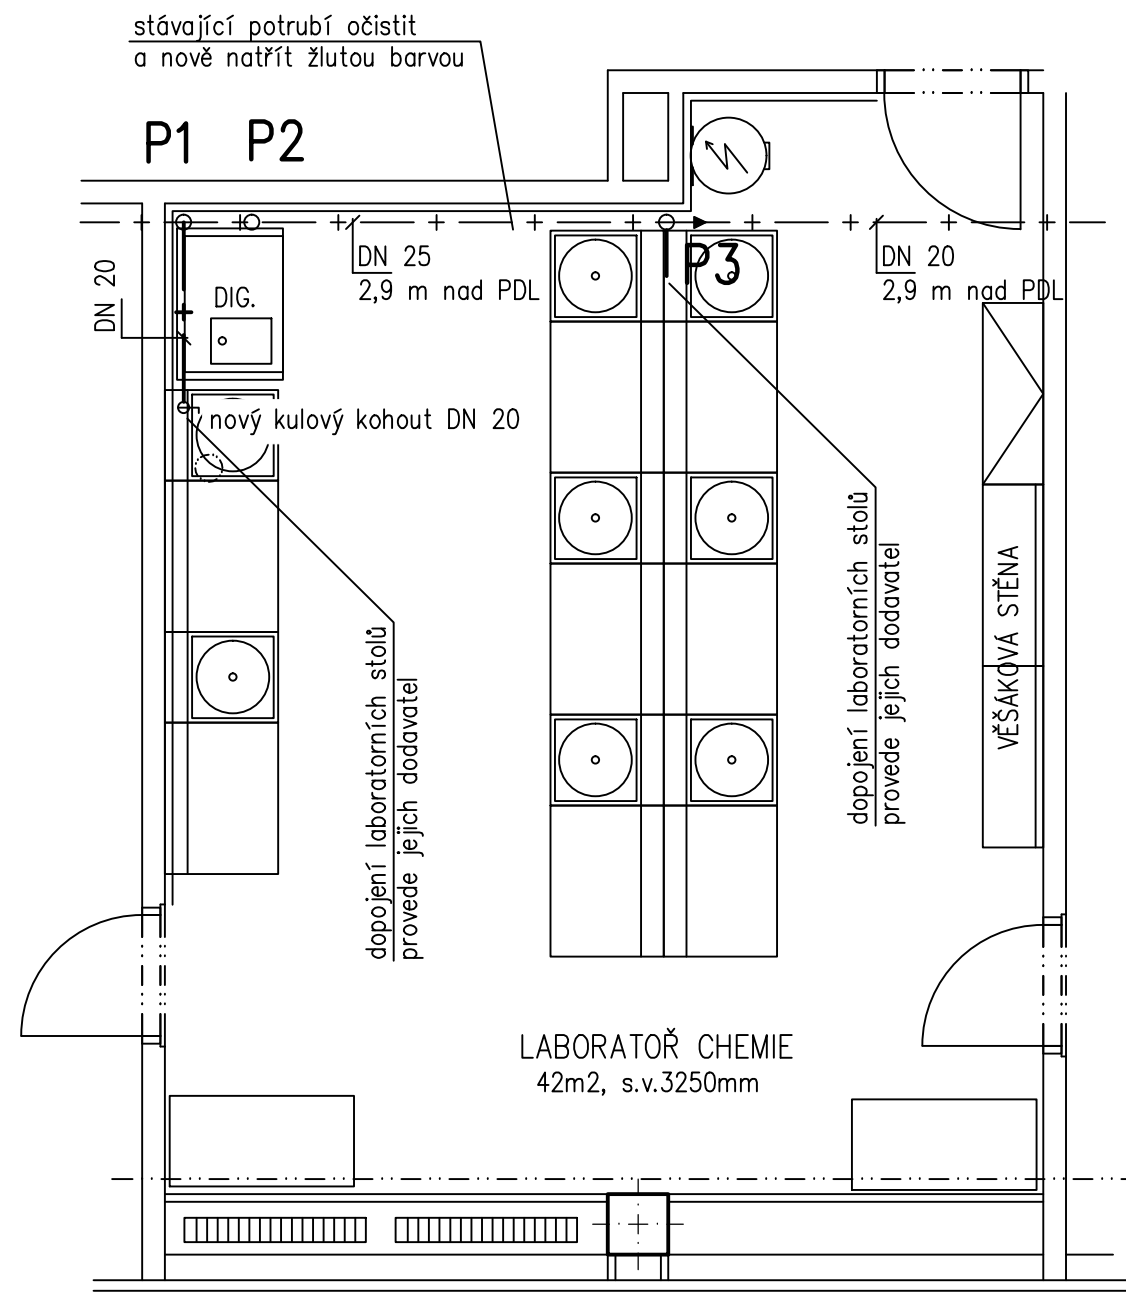 stávající potrubí očistit
a nově natřít žlutou barvou
P1
P2
P3
DN 25
2,9 m nad PDL
DN 20
2,9 m nad PDL
DN 20
DIG.
nový kulový kohout DN 20
dopojení laboratorních stolů
provede jejich dodavatel
dopojení laboratorních stolů
provede jejich dodavatel
VĚŠÁKOVÁ STĚNA
LABORATOŘ CHEMIE
42m2, s.v.3250mm